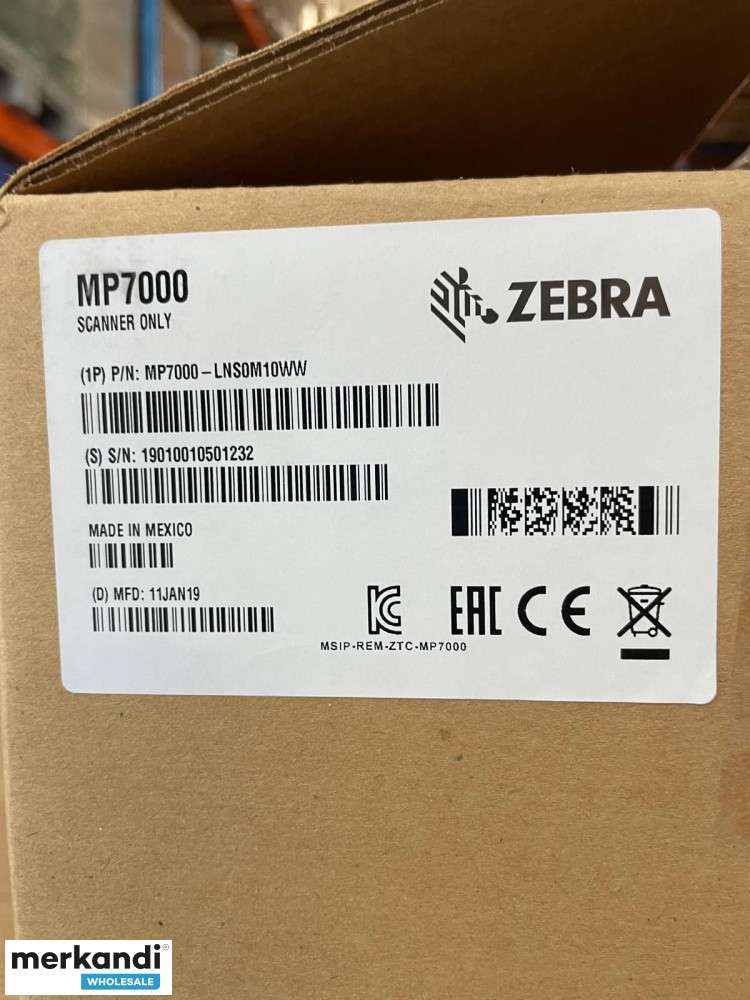 MP7000
SCANNER ONLY
ZEBRA
(1P) P/N: MP7000-LNS0M10WW
(S) S/N: 19010010501232
MADE IN MEXICO
(D) MFD: 11JAN19
EAC CE
MSIP-REM-ZTC-MP7000
merkandi®
WHOLESALE